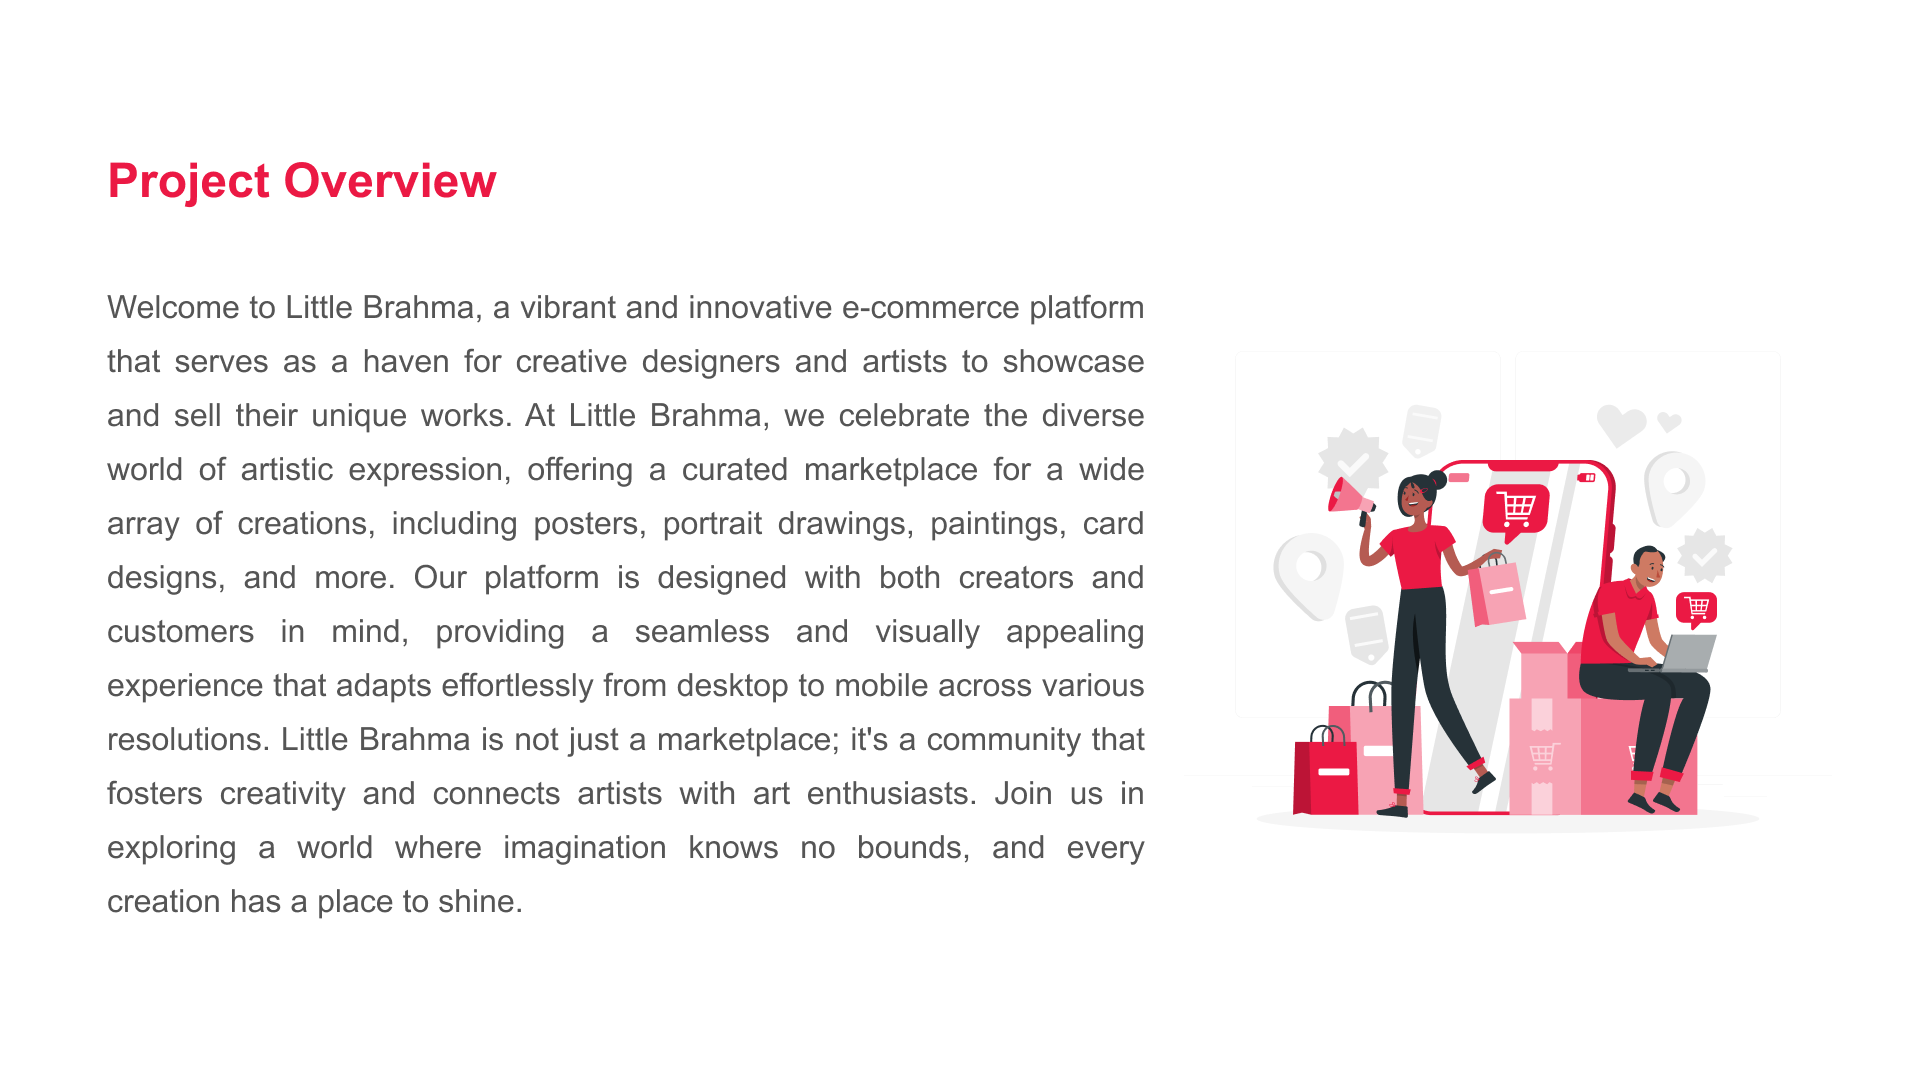 Project Overview
Welcome to Little Brahma, a vibrant and innovative e-commerce platform
that serves as a haven for creative designers and artists to showcase
and sell their unique works. At Little Brahma, we celebrate the diverse
world of artistic expression, offering a curated marketplace for a wide
array of creations, including posters, portrait drawings, paintings, card
designs, and more. Our platform is designed with both creators and
customers in mind, providing a seamless and visually appealing
experience that adapts effortlessly from desktop to mobile across various
resolutions. Little Brahma is not just a marketplace; it's a community that
fosters creativity and connects artists with art enthusiasts. Join us in
exploring a world where imagination knows no bounds, and every
creation has a place to shine.